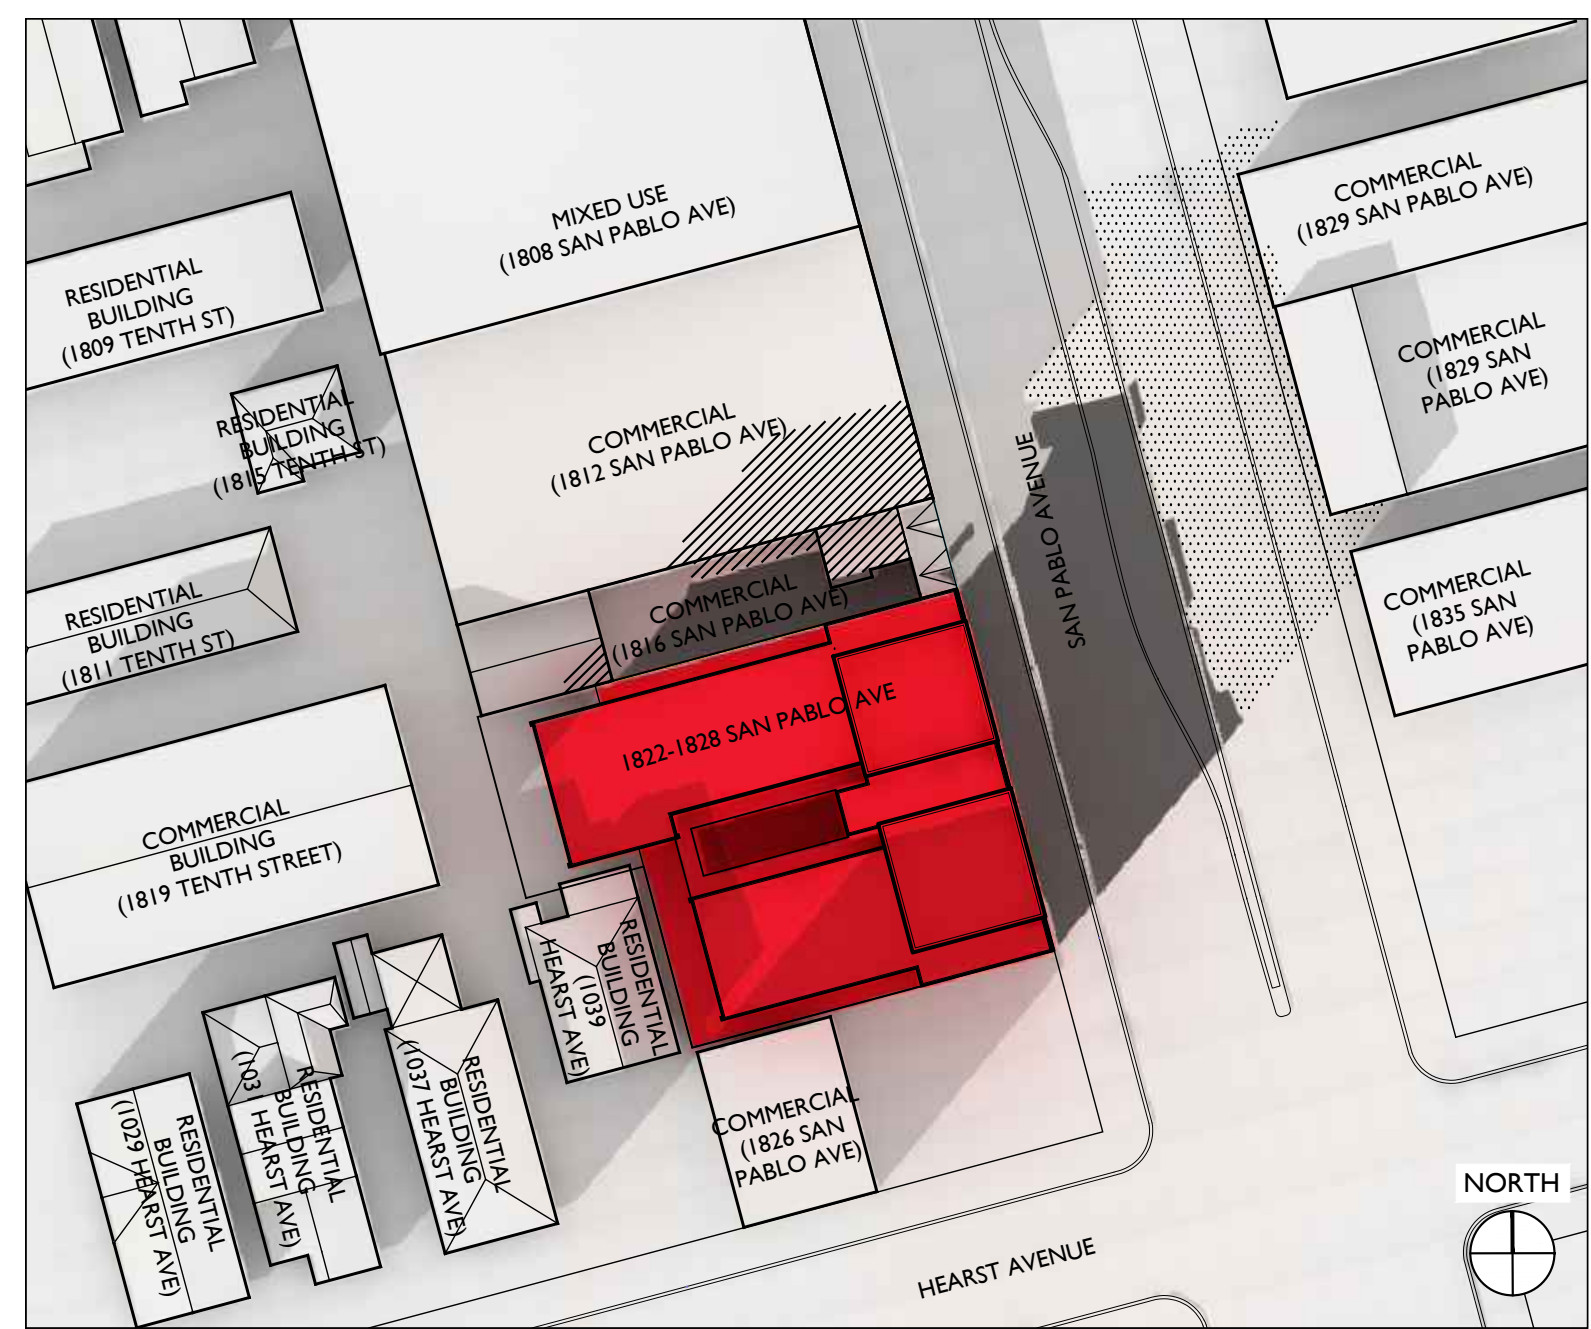 MIXED USE
(1808 SAN PABLO AVE)
COMMERCIAL
(1829 SAN PABLO AVE)
RESIDENTIAL
BUILDING
(1809 TENTH ST)
COMMERCIAL
(1829 SAN
PABLO AVE)
RESIDENTIAL
BUILDING
(1815 TENTH ST)
COMMERCIAL
(1812 SAN PABLO AVE)
SAN PABLO AVENUE
RESIDENTIAL
BUILDING
(1811 TENTH ST)
COMMERCIAL
(1816 SAN PABLO AVE)
COMMERCIAL
(1835 SAN
PABLO AVE)
1822-1828 SAN PABLO AVE
COMMERCIAL
BUILDING
(1819 TENTH STREET)
RESIDENTIAL
BUILDING
(1039
HEARST AVE)
RESIDENTIAL
BUILDING
(1037 HEARST AVE)
RESIDENTIAL
BUILDING
(1031 HEARST AVE)
RESIDENTIAL
BUILDING
(1029 HEARST AVE)
COMMERCIAL
(1826 SAN
PABLO AVE)
HEARST AVENUE
NORTH